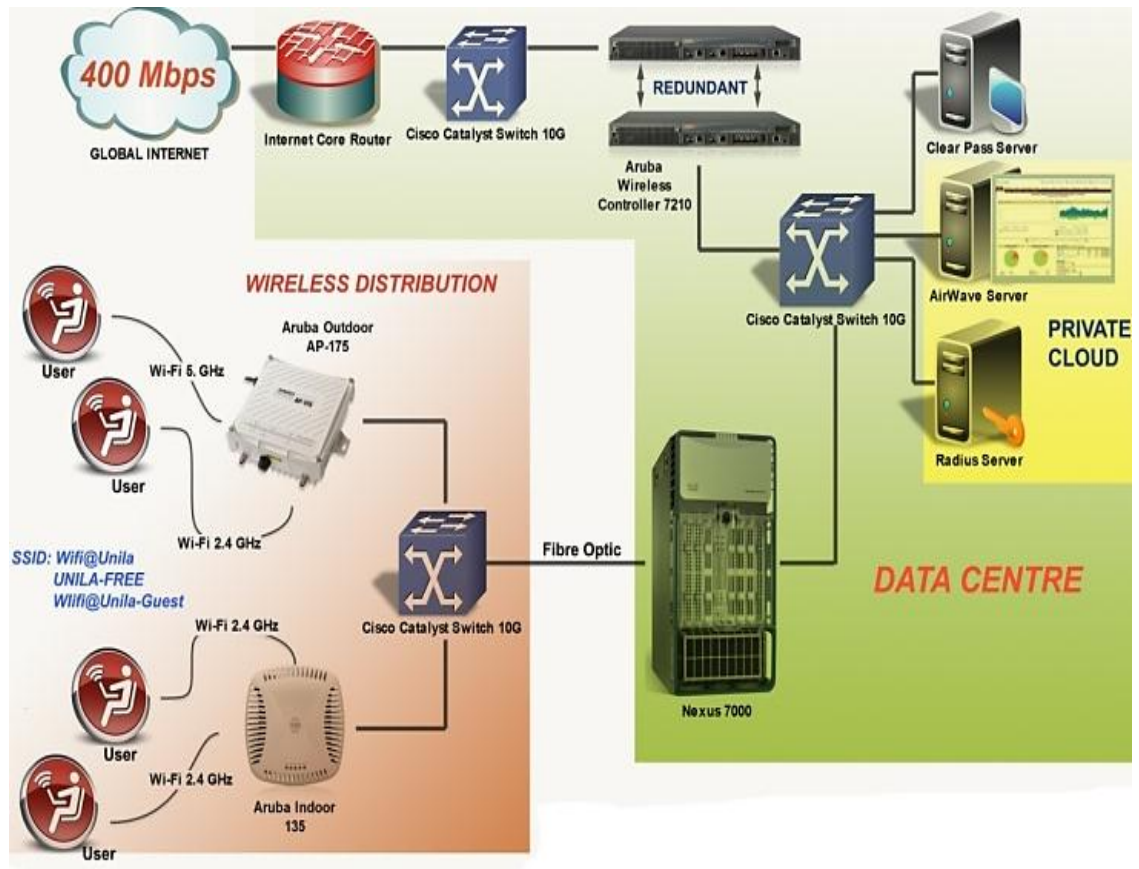 400 Mbps
GLOBAL INTERNET
Internet Core Router
Cisco Catalyst Switch 10G
REDUNDANT
Aruba
Wireless
Controller 7210
Clear Pass Server
Cisco Catalyst Switch 10G
AirWave Server
PRIVATE
CLOUD
Radius Server
WIRELESS DISTRIBUTION
Aruba Outdoor
AP-175
User
Wi-Fi 5. GHz
User
Wi-Fi 2.4 GHz
SSID: Wifi@Unila
UNILA-FREE
Wlifi@Unila-Guest
Cisco Catalyst Switch 10G
Fibre Optic
DATA CENTRE
Nexus 7000
Wi-Fi 2.4 GHz
User
Wi-Fi 2.4 GHz
User
Aruba Indoor
135